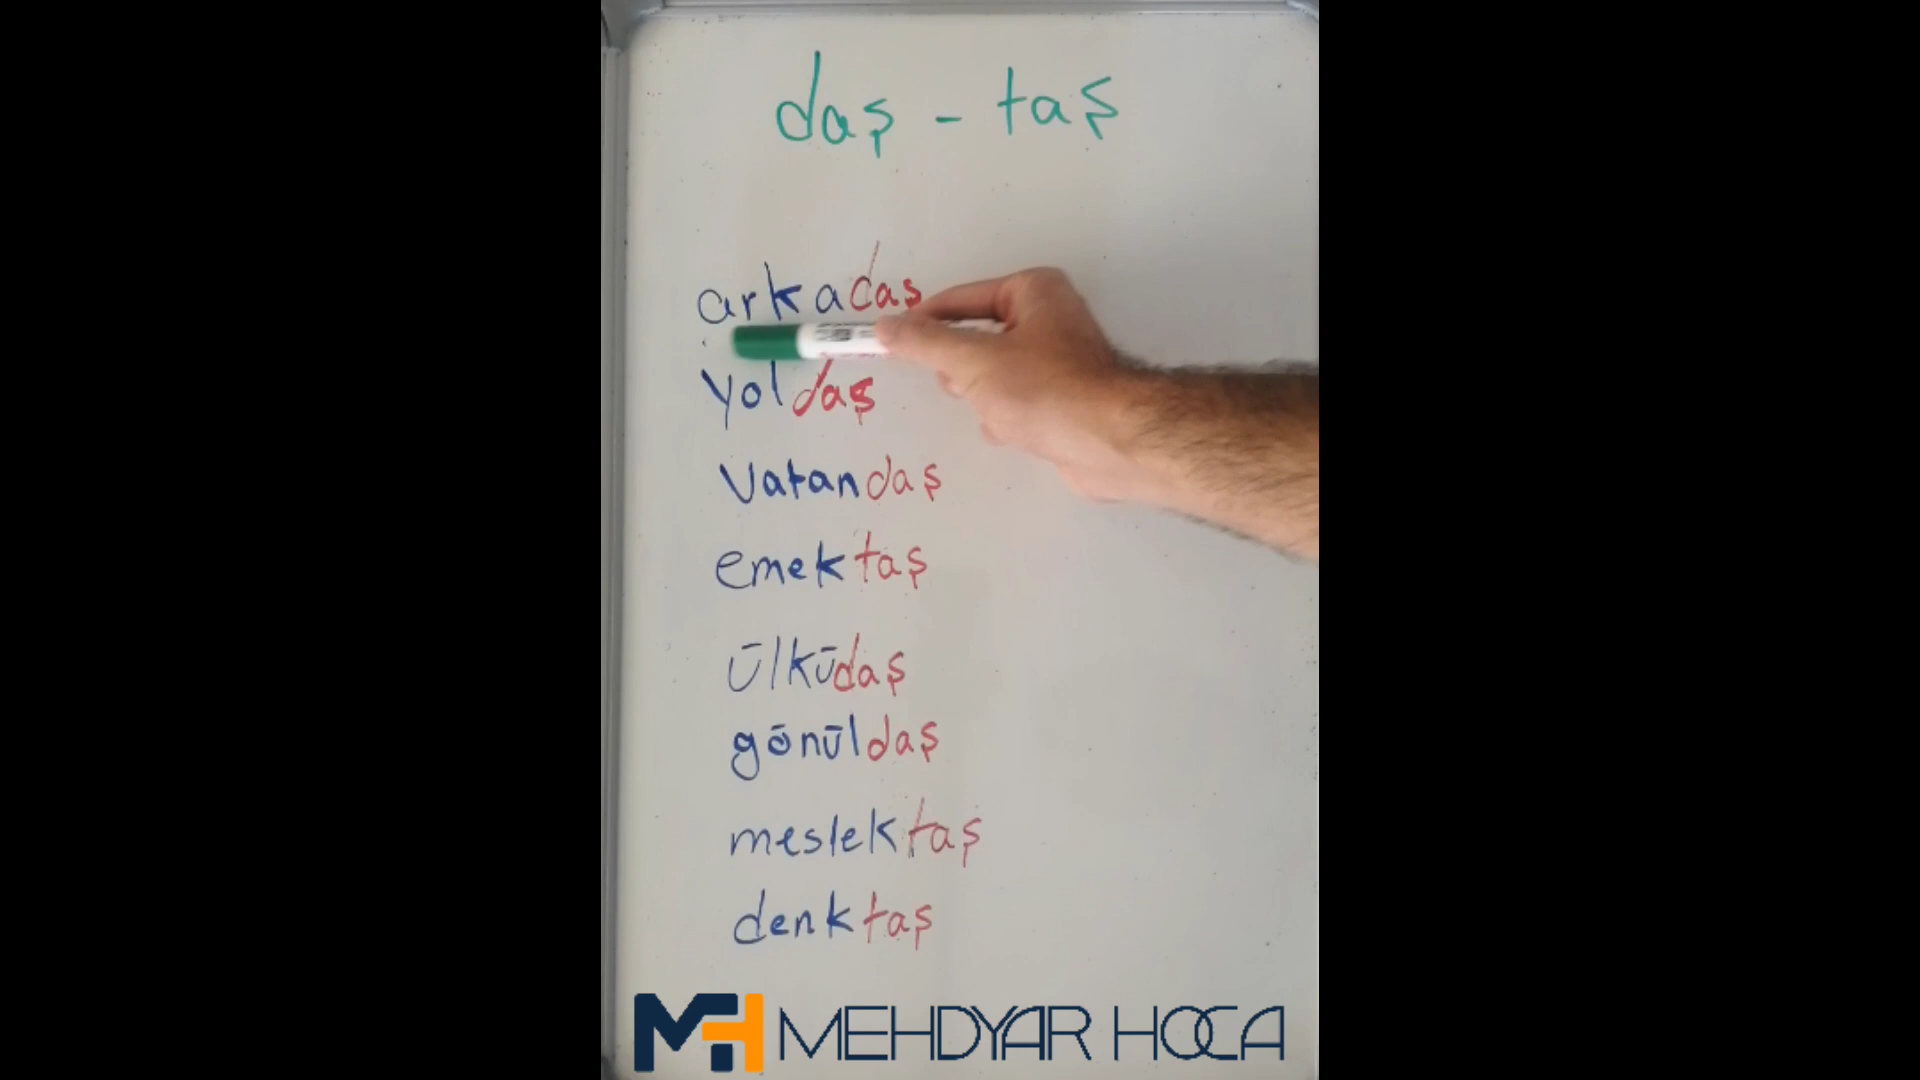 daş - taş
arkadaş
yoldaş
vatandaş
emektaş
ülküdaş
gönüldaş
meslektaş
denktaş
MEHDYAR HOCA